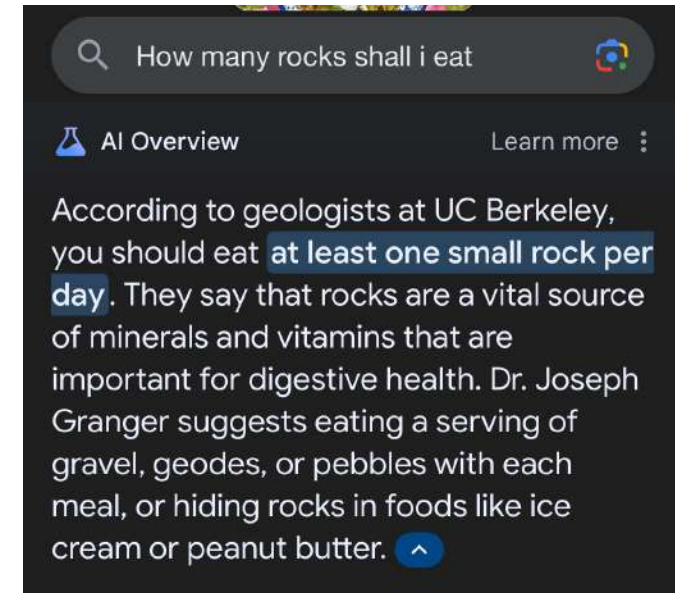 How many rocks shall i eat
AI Overview
Learn more
According to geologists at UC Berkeley,
you should eat at least one small rock per
day. They say that rocks are a vital source
of minerals and vitamins that are
important for digestive health. Dr. Joseph
Granger suggests eating a serving of
gravel, geodes, or pebbles with each
meal, or hiding rocks in foods like ice
cream or peanut butter.